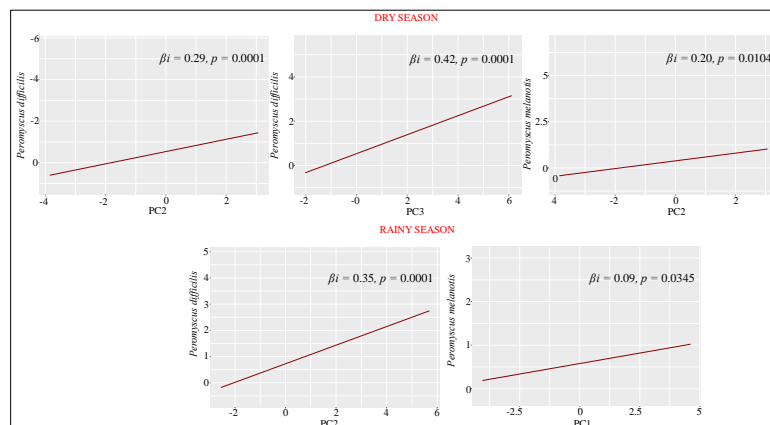 DRY SEASON
βi = 0.29, p = 0.0001
Peromyscus difficilis
-6
-4
-2
0
-4
-2
0
2
PC2
βi = 0.42, p = 0.0001
Peromyscus difficilis
4
2
0
-2
-0
2
4
6
PC3
βi = 0.20, p = 0.0104
Peromyscus melanotis
5
2.5
0
0
4
-2
0
2
PC2
RAINY SEASON
βi = 0.35, p = 0.0001
Peromyscus difficilis
5
4
3
2
1
0
-2
0
2
4
6
PC2
βi = 0.09, p = 0.0345
Peromyscus melanotis
3
2
1
0
-2.5
0
2.5
5
PC1